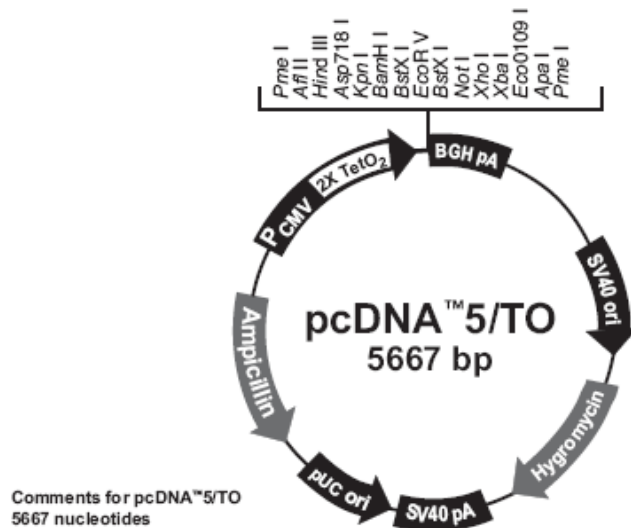 Pme I
Afl II
Hind III
Asp718 I
Kpn I
BamH I
BstX I
EcoR V
BstX I
Not I
Xho I
Xba I
Eco0109 I
Apa I
Pme I
BGH pA
PCMV
2X TetO2
SV40 ori
pcDNA™5/TO
5667 bp
Ampicillin
Hygromycin
pUC ori
SV40 pA
Comments for pcDNA™5/TO
5667 nucleotides